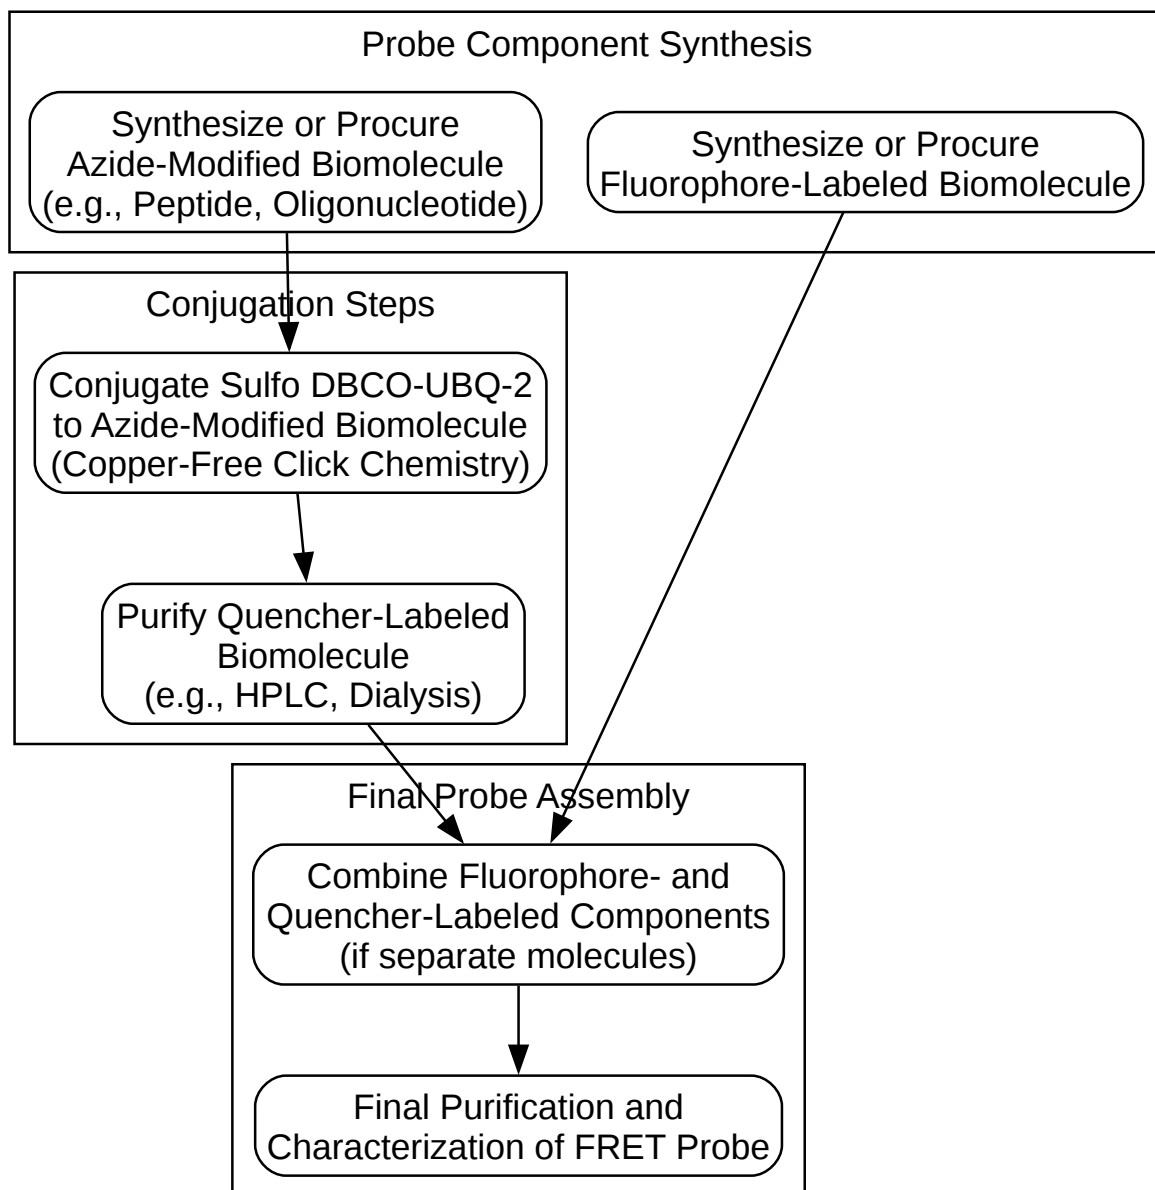 Probe Component Synthesis
Synthesize or Procure
Azide-Modified Biomolecule
(e.g., Peptide, Oligonucleotide)
Synthesize or Procure
Fluorophore-Labeled Biomolecule
Conjugation Steps
Conjugate Sulfo DBCO-UBQ-2
to Azide-Modified Biomolecule
(Copper-Free Click Chemistry)
Purify Quencher-Labeled
Biomolecule
(e.g., HPLC, Dialysis)
Final Probe Assembly
Combine Fluorophore- and
Quencher-Labeled Components
(if separate molecules)
Final Purification and
Characterization of FRET Probe